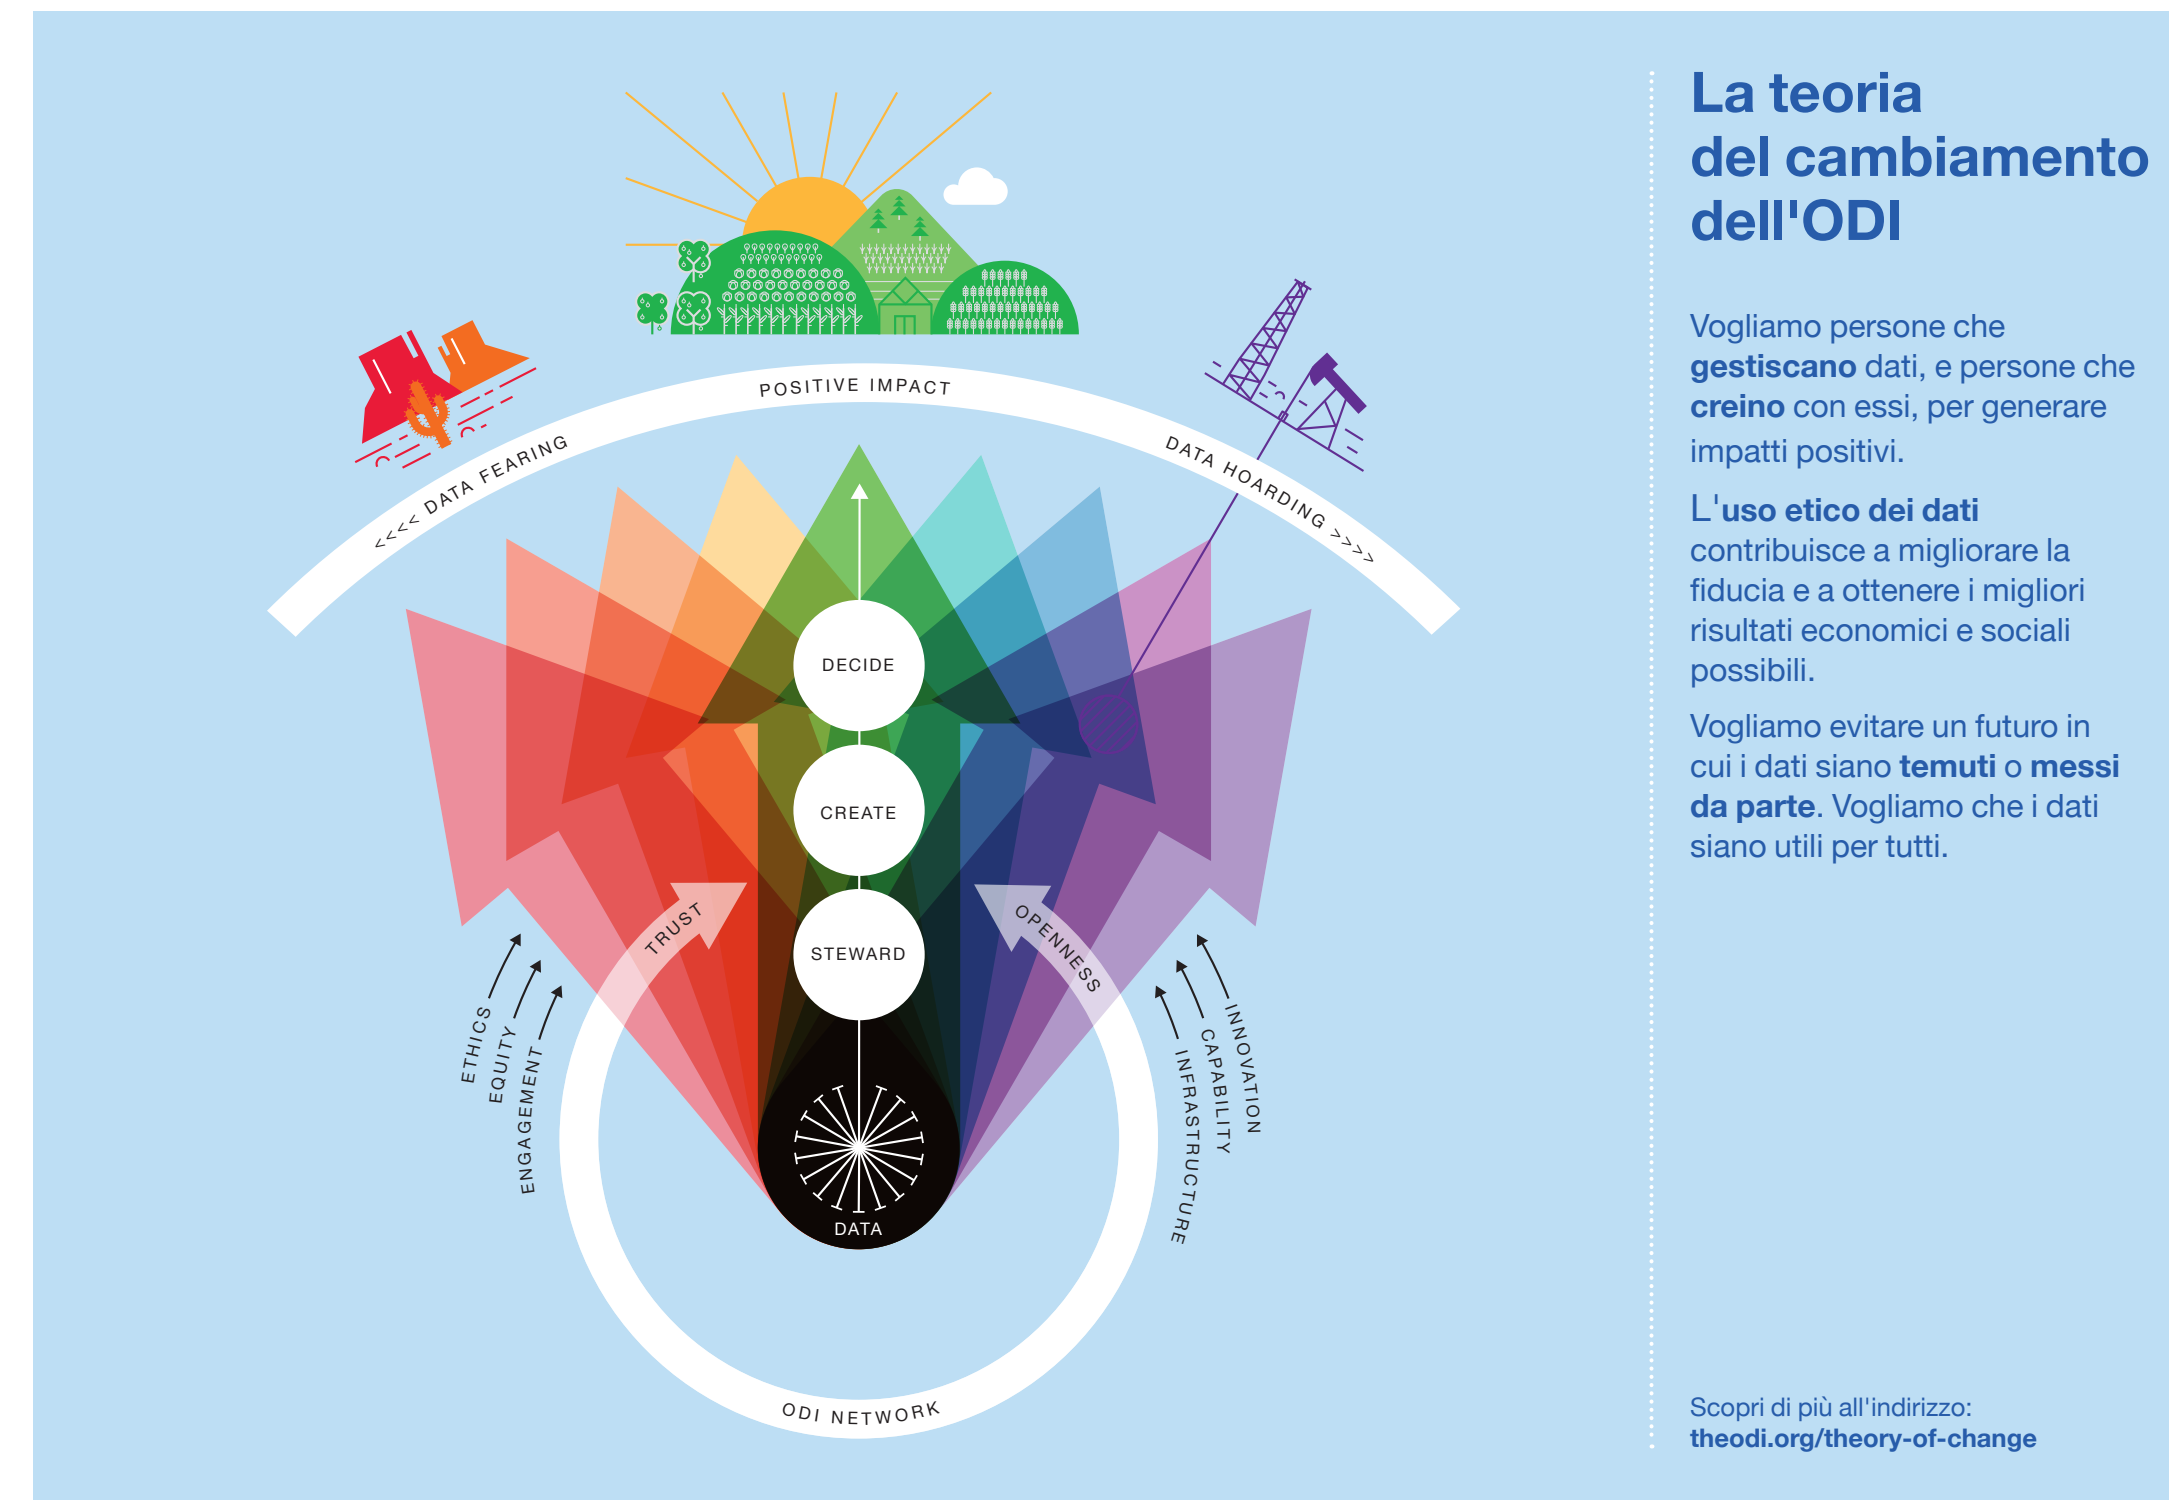 POSITIVE IMPACT
<<<< DATA FEARING
DATA HOARDING >>>>
DECIDE
CREATE
STEWARD
TRUST
OPENNESS
ETHICS
EQUITY
ENGAGEMENT
INNOVATION
CAPABILITY
INFRASTRUCTURE
DATA
ODI NETWORK
La teoria
del cambiamento
dell'ODI
Vogliamo persone che
gestiscano dati, e persone che
creino con essi, per generare
impatti positivi.
L'uso etico dei dati
contribuisce a migliorare la
fiducia e a ottenere i migliori
risultati economici e sociali
possibili.
Vogliamo evitare un futuro in
cui i dati siano temuti o messi
da parte. Vogliamo che i dati
siano utili per tutti.
Scopri di più all'indirizzo:
theodi.org/theory-of-change